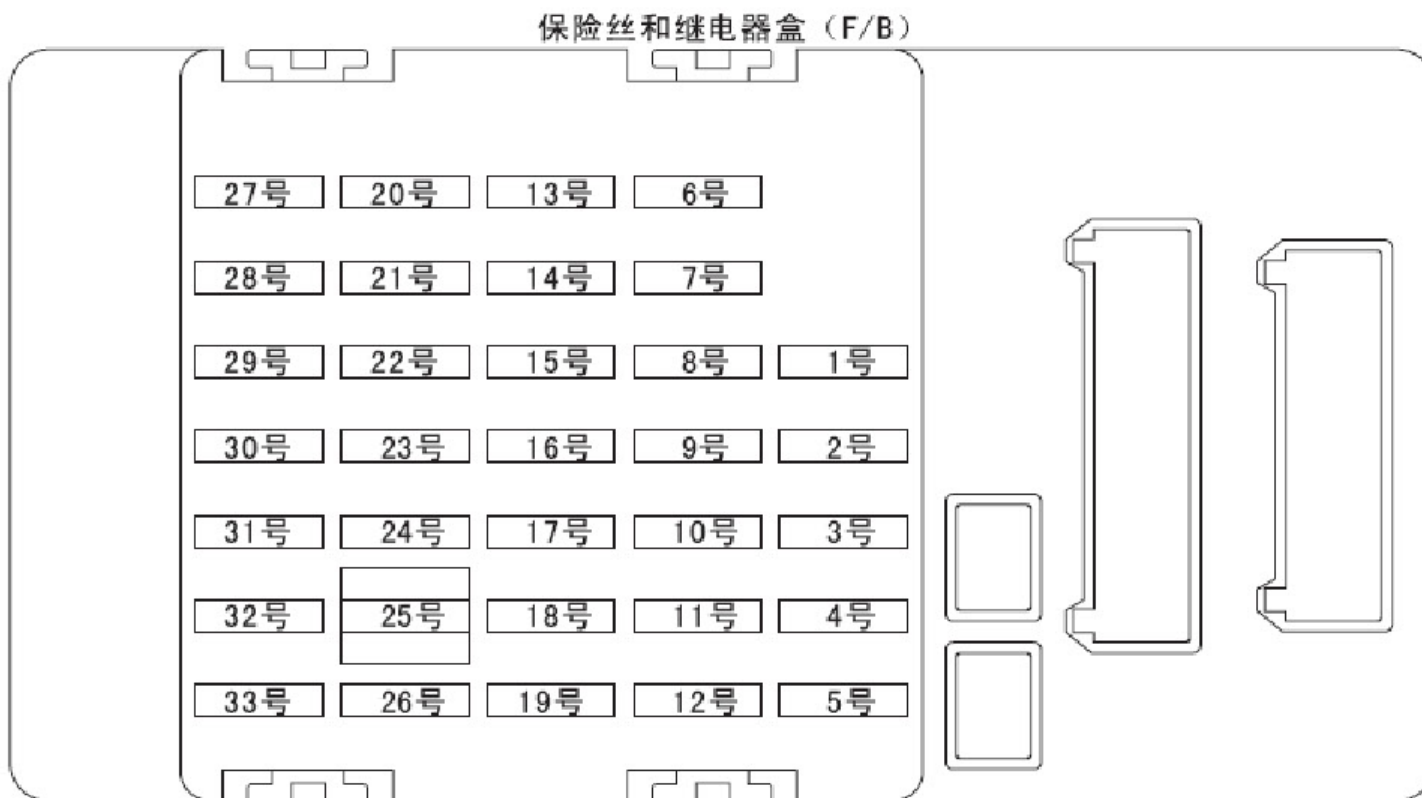 保险丝和继电器盒（F/B）
27号 20号 13号 6号
28号 21号 14号 7号
29号 22号 15号 8号 1号
30号 23号 16号 9号 2号
31号 24号 17号 10号 3号
32号 25号 18号 11号 4号
33号 26号 19号 12号 5号